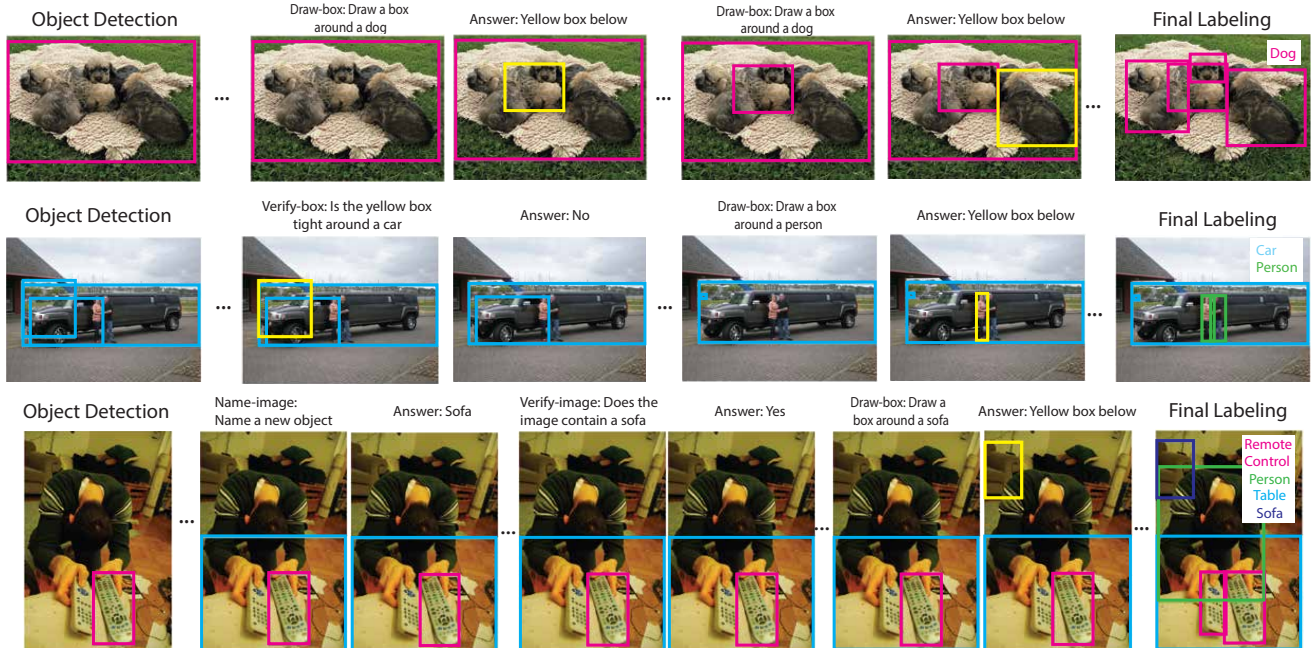 Object Detection
Draw-box: Draw a box
around a dog
Answer: Yellow box below
Draw-box: Draw a box
around a dog
Answer: Yellow box below
Final Labeling
Dog
...
...
...
Object Detection
Verify-box: Is the yellow box
tight around a car
Answer: No
Draw-box: Draw a box
around a person
Answer: Yellow box below
Final Labeling
Car
Person
...
...
...
Object Detection
Name-image:
Name a new object
Answer: Sofa
Verify-image: Does the
image contain a sofa
Answer: Yes
Draw-box: Draw a
box around a sofa
Answer: Yellow box below
Final Labeling
Remote
Control
Person
Table
Sofa
...
...
...
...